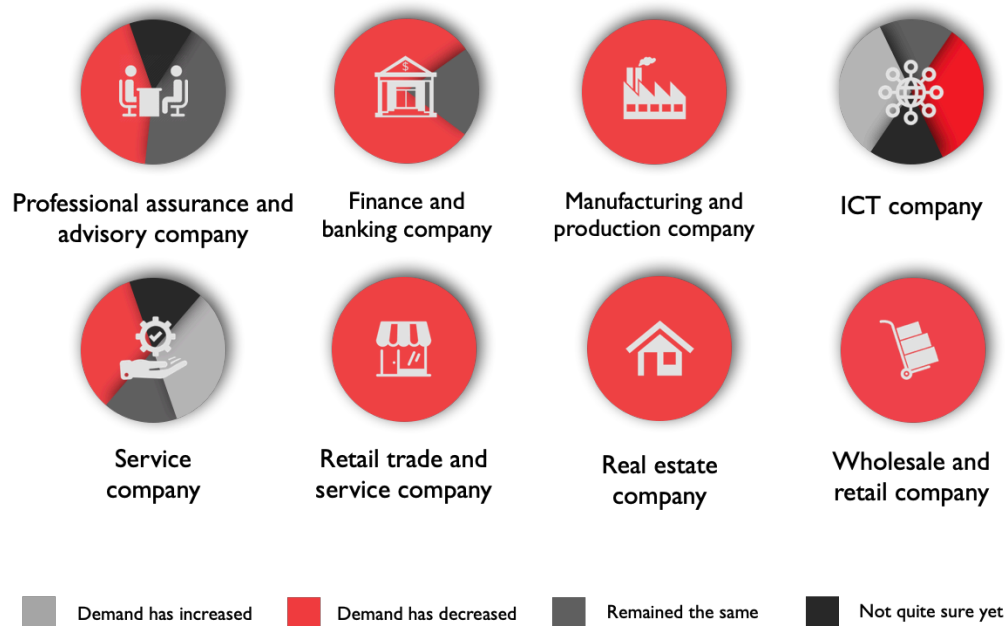 $
Professional assurance and
advisory company
Finance and
banking company
Manufacturing and
production company
ICT company
Service
company
Retail trade and
service company
Real estate
company
Wholesale and
retail company
Demand has increased
Demand has decreased
Remained the same
Not quite sure yet